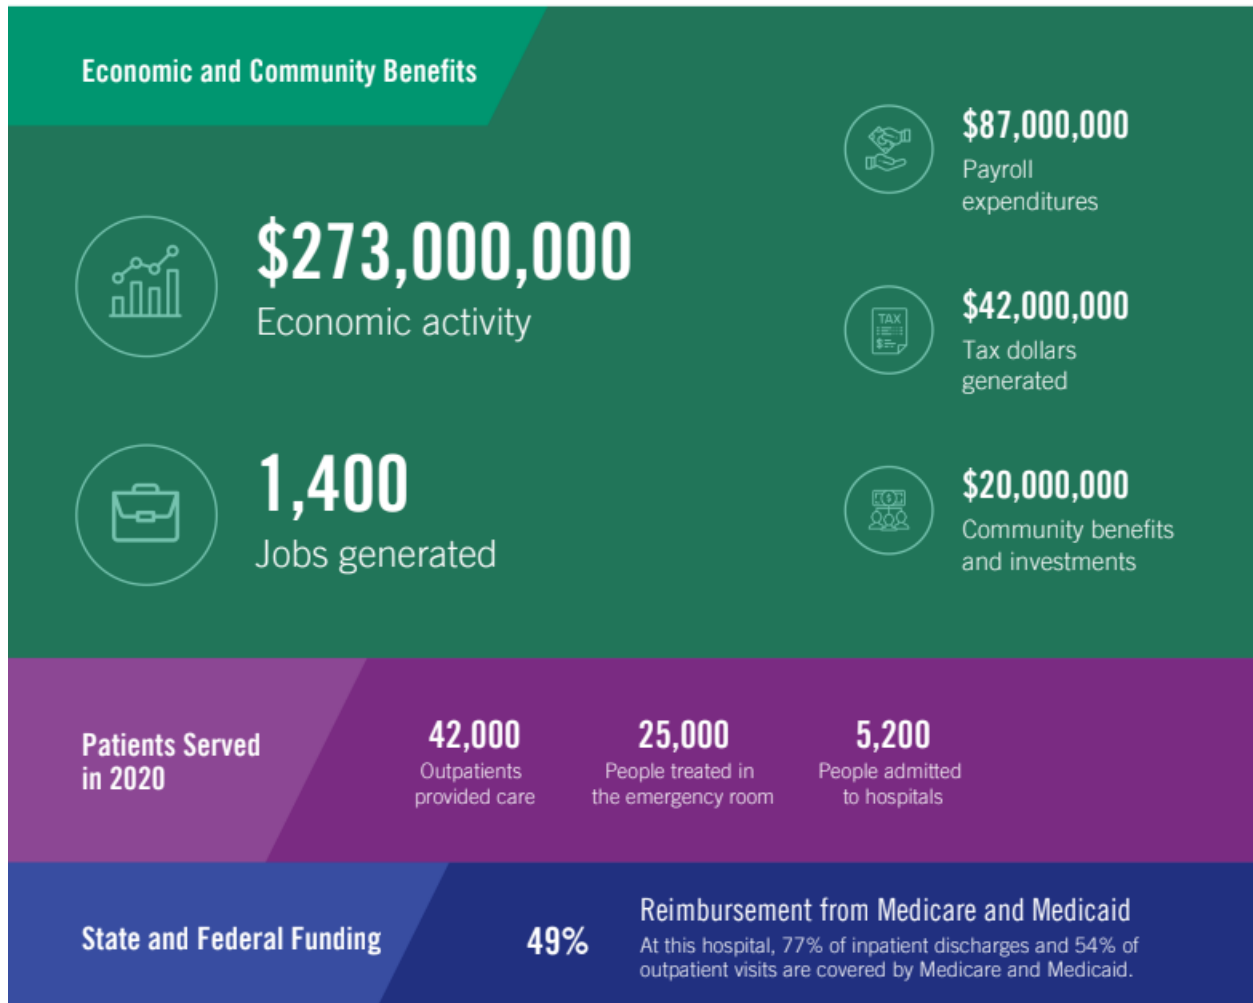 Economic and Community Benefits
$273,000,000
Economic activity
1,400
Jobs generated
$87,000,000
Payroll
expenditures
TAX
$
$42,000,000
Tax dollars
generated
$
$20,000,000
Community benefits
and investments
Patients Served
in 2020
42,000
Outpatients
provided care
25,000
People treated in
the emergency room
5,200
People admitted
to hospitals
State and Federal Funding
49%
Reimbursement from Medicare and Medicaid
At this hospital, 77% of inpatient discharges and 54% of
outpatient visits are covered by Medicare and Medicaid.